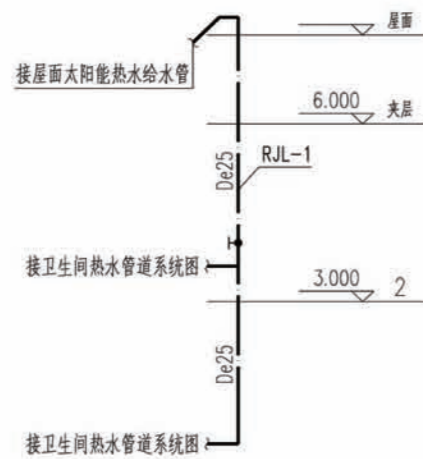 屋面
接屋面太阳能热水给水管
6.000 夹层
RJL-1
De25
接卫生间热水管道系统图
3.000 2
De25
接卫生间热水管道系统图